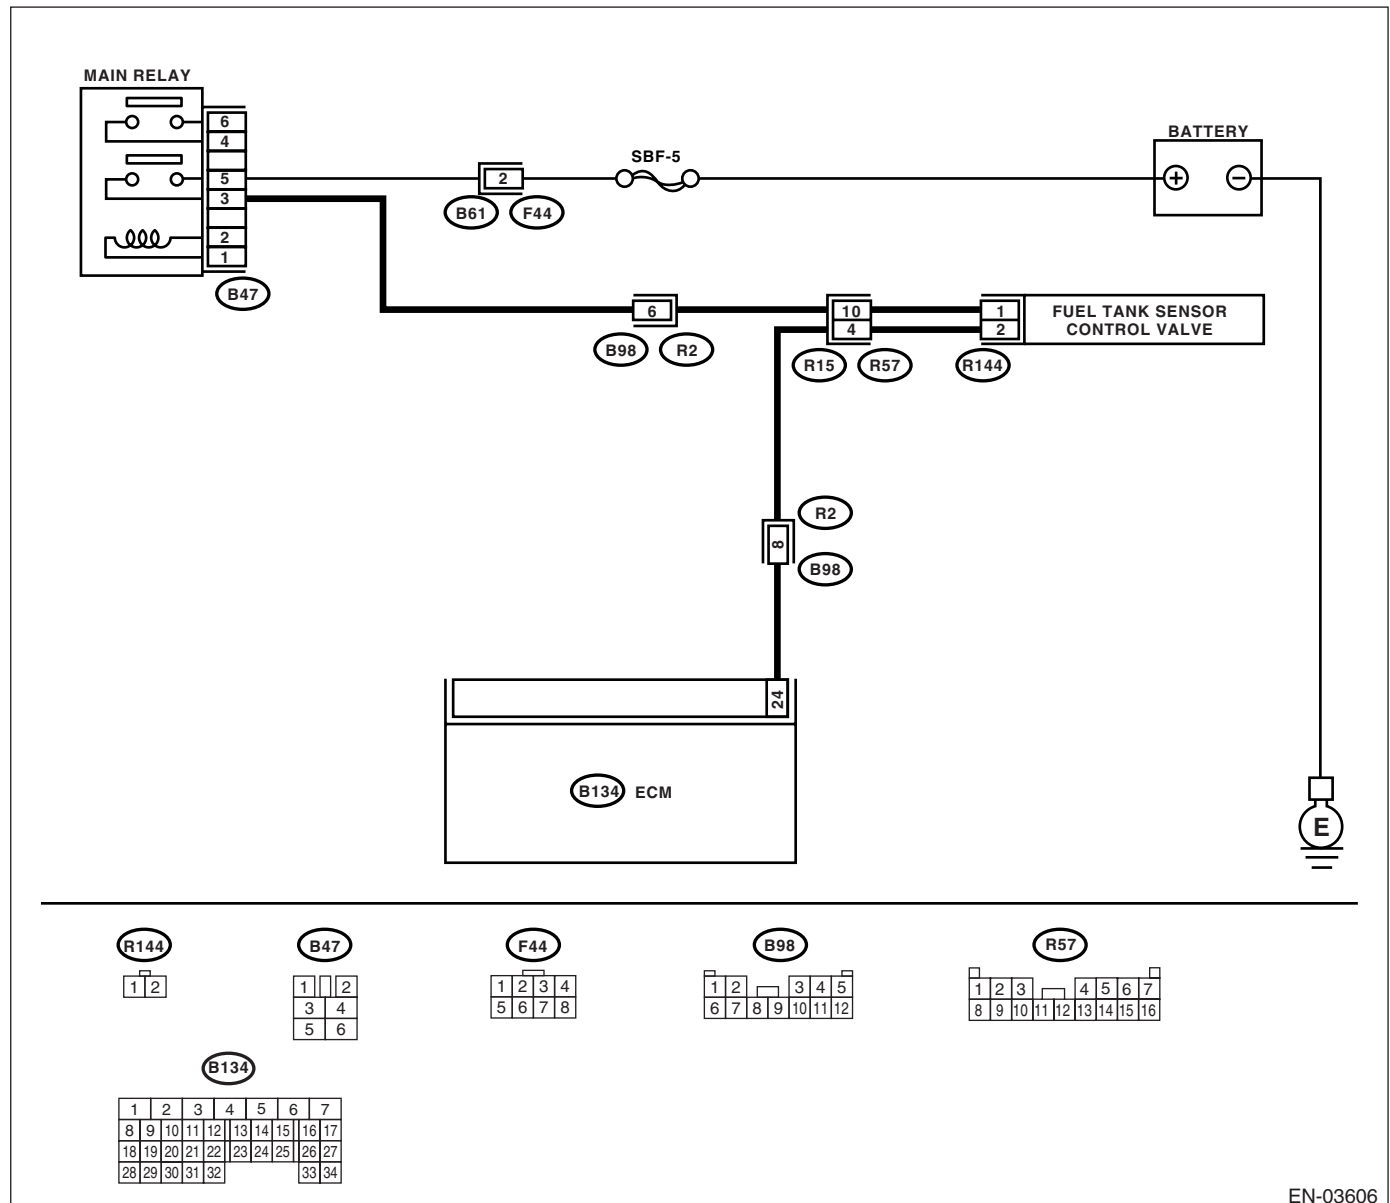 MAIN RELAY
6
4
5
3
2
1
B47
2
B61 F44
SBF-5
BATTERY
+ −
6
B98 R2
10
4
R15 R57
1
2
R144
FUEL TANK SENSOR
CONTROL VALVE
R2
8
B98
24
B134 ECM
E
R144
1 2
B47
1 2
3 4
5 6
F44
1 2 3 4
5 6 7 8
B98
1 2 3 4 5
6 7 8 9 10 11 12
R57
1 2 3 4 5 6 7
8 9 10 11 12 13 14 15 16
B134
1 2 3 4 5 6 7
8 9 10 11 12 13 14 15 16 17
18 19 20 21 22 23 24 25 26 27
28 29 30 31 32 33 34
EN-03606